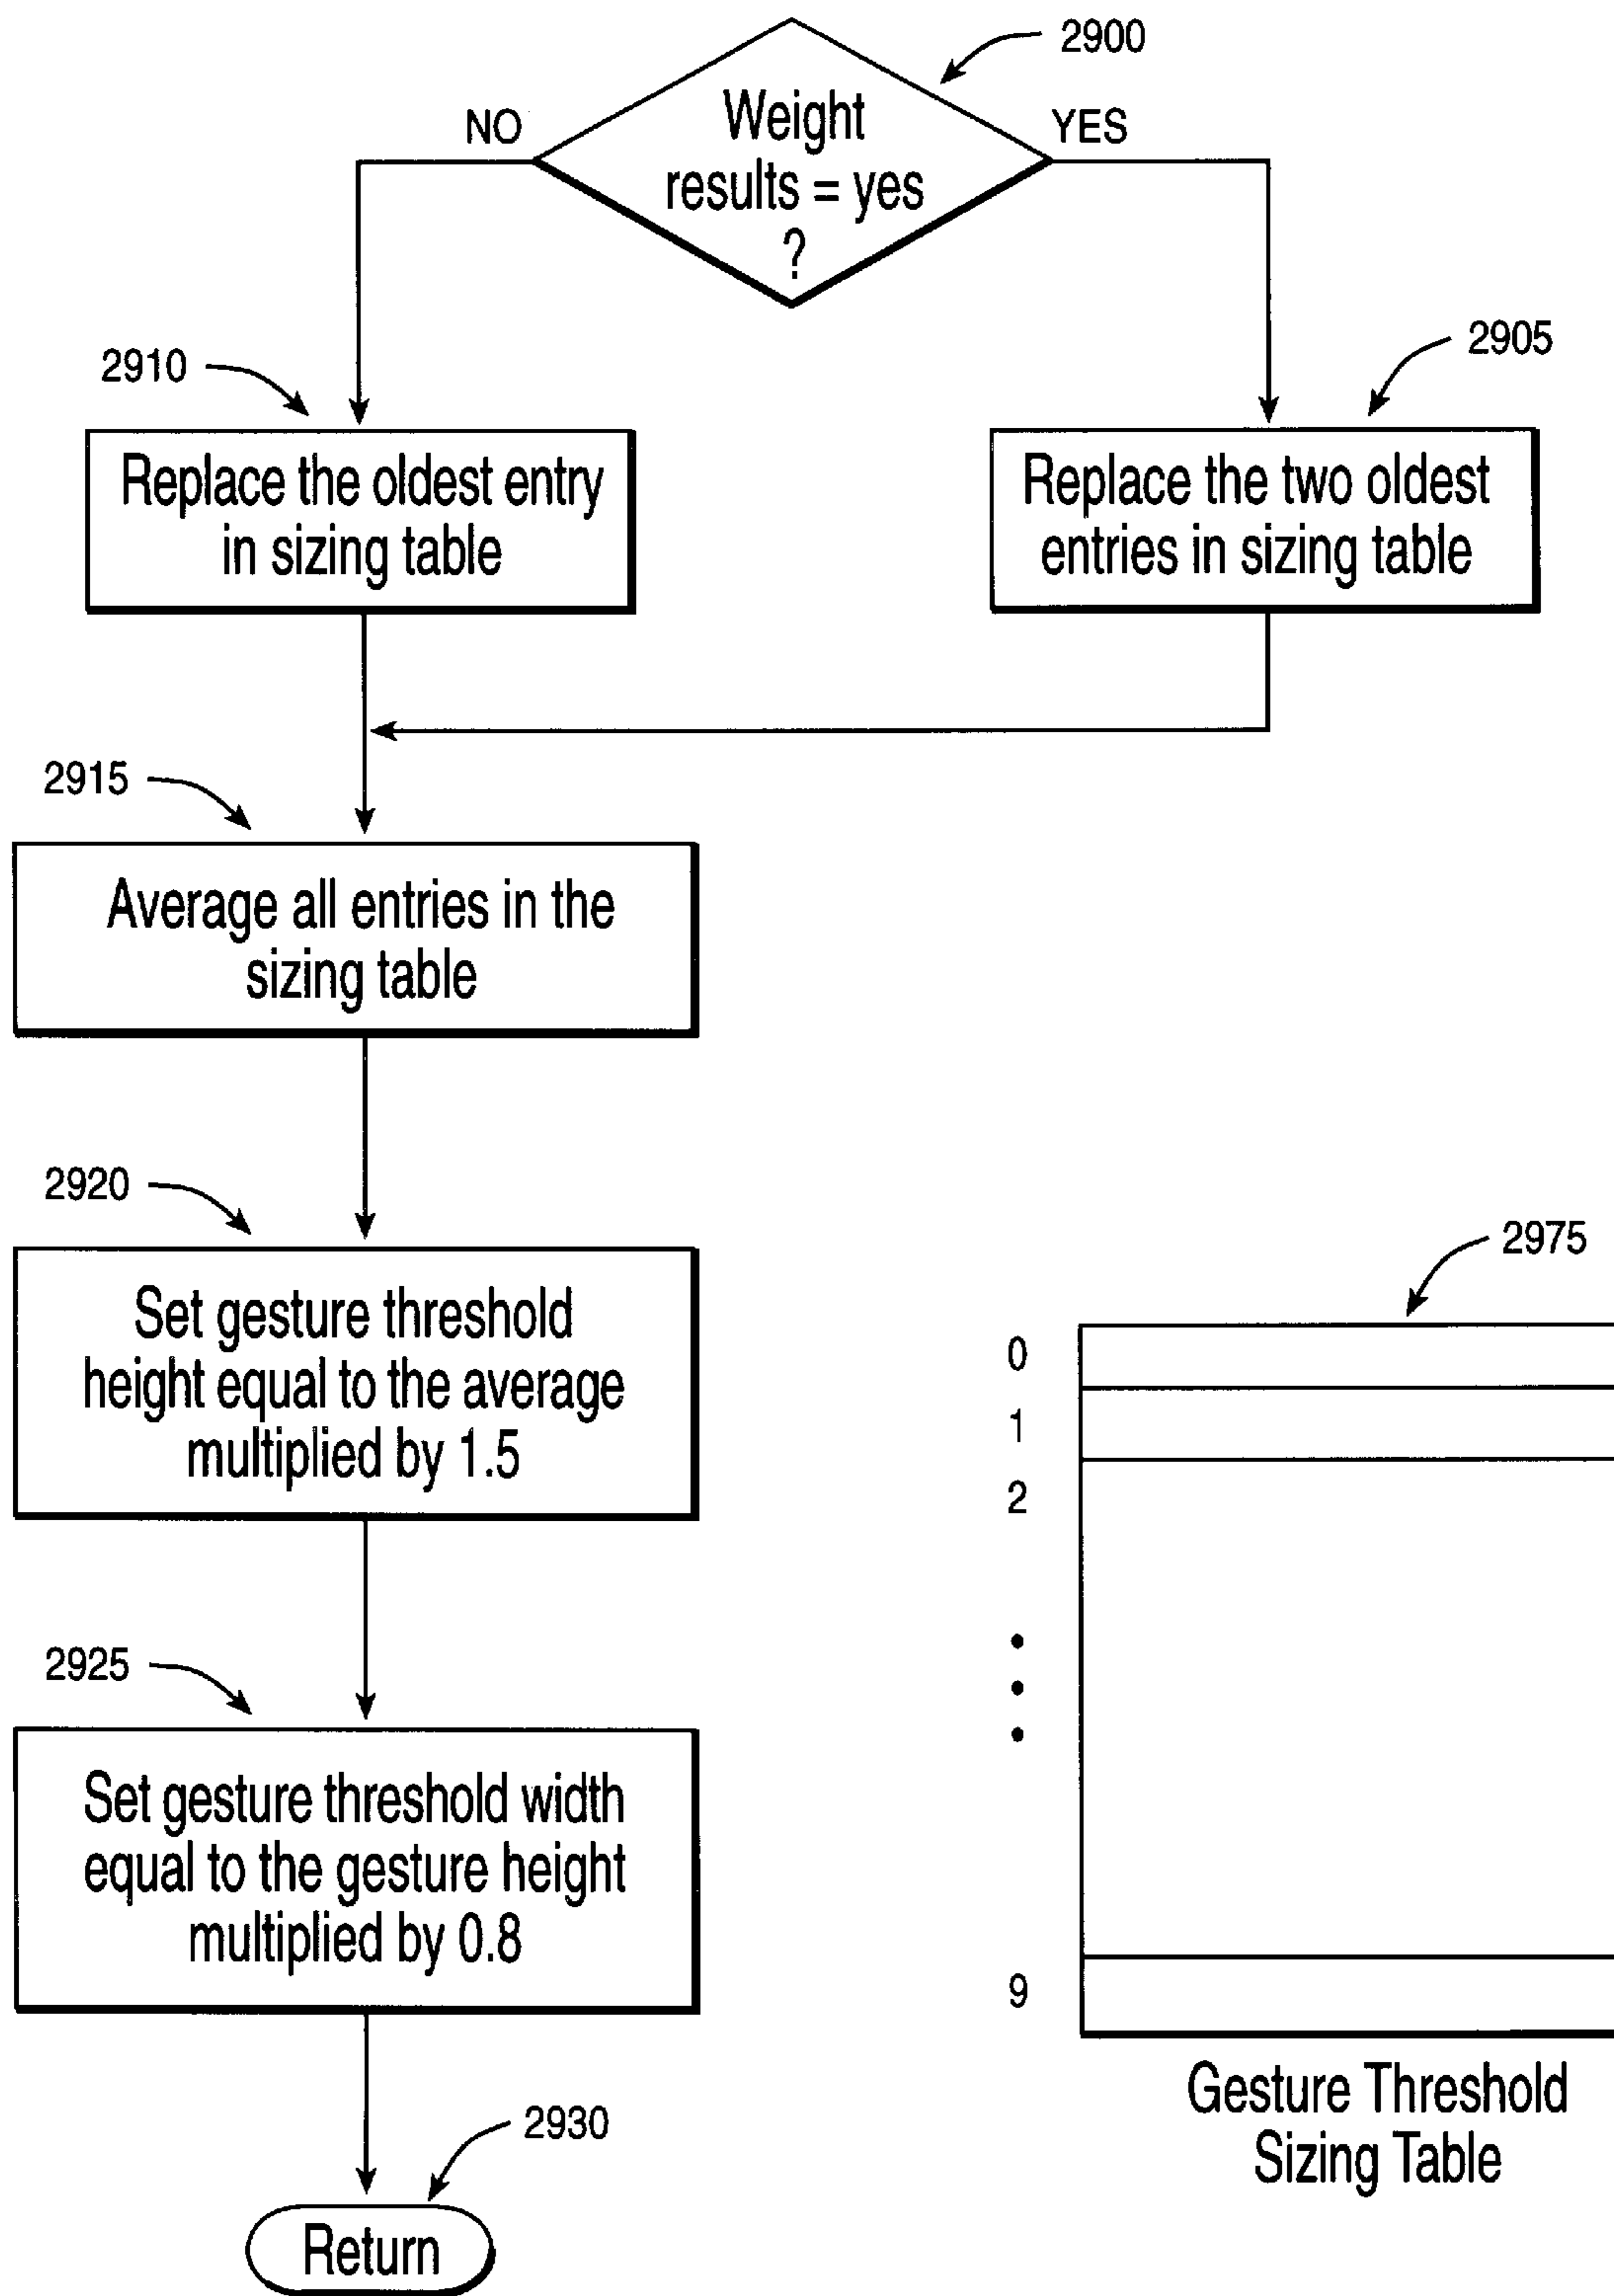 2900
Weight
results = yes
?
NO
YES
2910
2905
Replace the oldest entry
in sizing table
Replace the two oldest
entries in sizing table
2915
Average all entries in the
sizing table
2920
Set gesture threshold
height equal to the average
multiplied by 1.5
2925
Set gesture threshold width
equal to the gesture height
multiplied by 0.8
2930
Return
2975
0
1
2
9
Gesture Threshold
Sizing Table